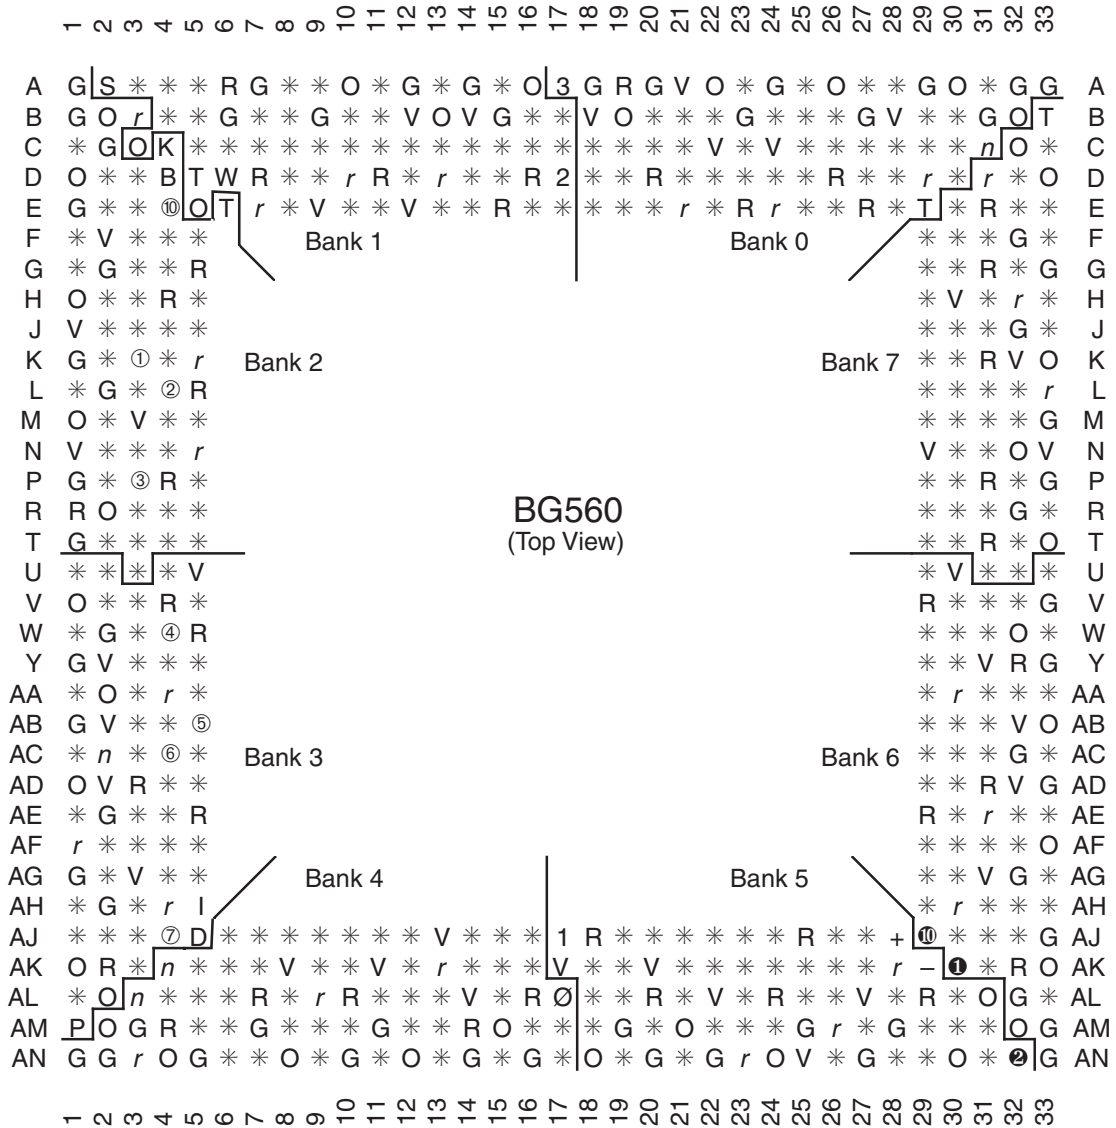 1 2 3 4 5 6 7 8 9 10 11 12 13 14 15 16 17 18 19 20 21 22 23 24 25 26 27 28 29 30 31 32 33
A G S * * * R G * * O * G * G * O 3 G R G V O * G * O * * G O * G G A
B G O r * * G * * G * * V O V G * * V O * * * G * * * G V * * G O T B
C * G O K * * * * * * * * * * * * * * * * * V * V * * * * * * n O * C
D O * * B T W R * * r R * r * * R 2 * * R * * * * * R * * r * r * O D
E G * * ⑩ O T r * V * * V * * R * * * * * r * R r * * R * T * R * * E
F * V * * * Bank 1 Bank 0 * * * G * F
G * G * * R * * R * G G
H O * * R * * V * r * H
J V * * * * * * * G * J
K G * ① * r Bank 2 Bank 7 * * R V O K
L * G * ② R * * * * r L
M O * V * * * * * * G M
N V * * * r V * * O V N
P G * ③ R * * * R * G P
R R O * * * BG560 * * * G * R
T G * * * * (Top View) * * R * O T
U * * * * V * V * * * U
V O * * R * R * * * G V
W * G * ④ R * * * O * W
Y G V * * * * * V R G Y
AA * O * r * * r * * * AA
AB G V * * ⑤ * * * V O AB
AC * n * ⑥ * Bank 3 Bank 6 * * * G * AC
AD O V R * * * * R V G AD
AE * G * * R R * r * * AE
AF r * * * * * * * * O AF
AG G * V * * Bank 4 Bank 5 * * V G * AG
AH * G * r I * r * * * AH
AJ * * * ⑦ D * * * * * * * V * * * 1 R * * * * * * R * * + ❿ * * * G AJ
AK O R * n * * * V * * V * r * * * V * * V * * * * * * * r – ❶ * R O AK
AL * O n * * * R * r R * * * V * R Ø * * R * V * R * * V * R * O G * AL
AM P O G R * * G * * * G * * R O * * * G * O * * * G r * G * * * O G AM
AN G G r O G * * O * G * O * G * G * O * G * G r O V * G * * O * ❷ G AN
1 2 3 4 5 6 7 8 9 10 11 12 13 14 15 16 17 18 19 20 21 22 23 24 25 26 27 28 29 30 31 32 33